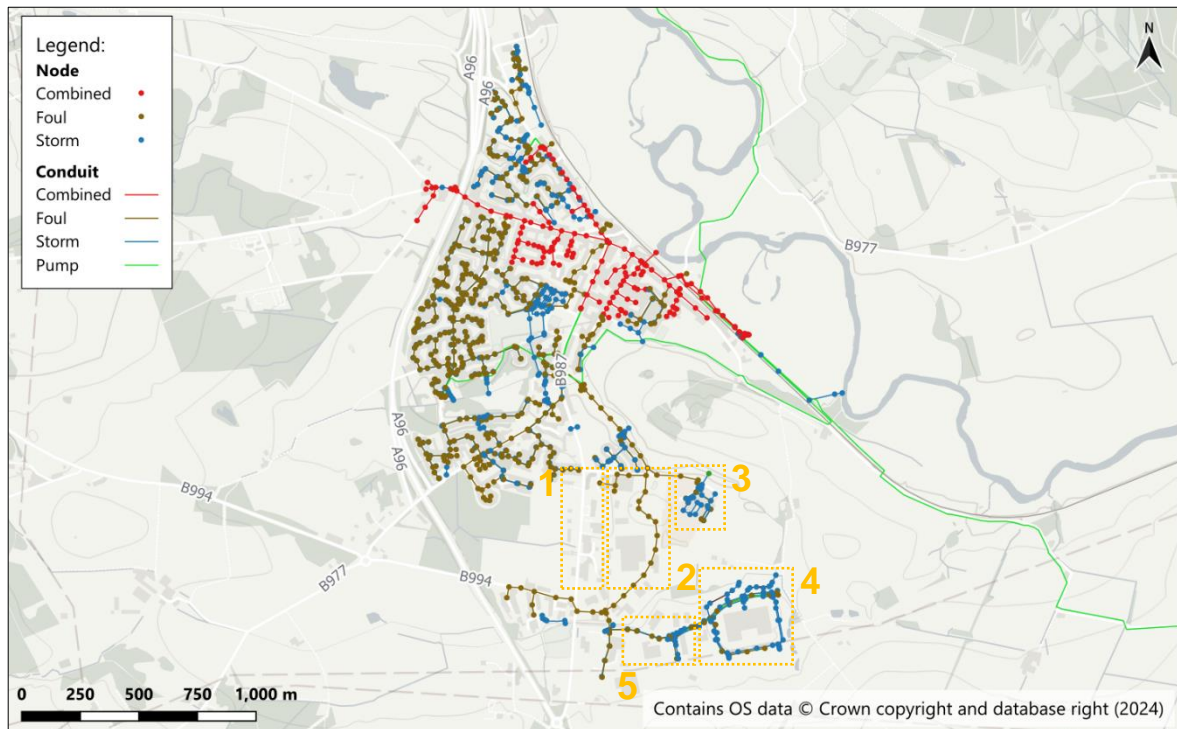 Legend:
Node
Combined
Foul
Storm
Conduit
Combined
Foul
Storm
Pump
N
A96
A96
B977
B987
A96
A96
B994
B977
B994
1
2
3
4
5
0 250 500 750 1,000 m
Contains OS data © Crown copyright and database right (2024)